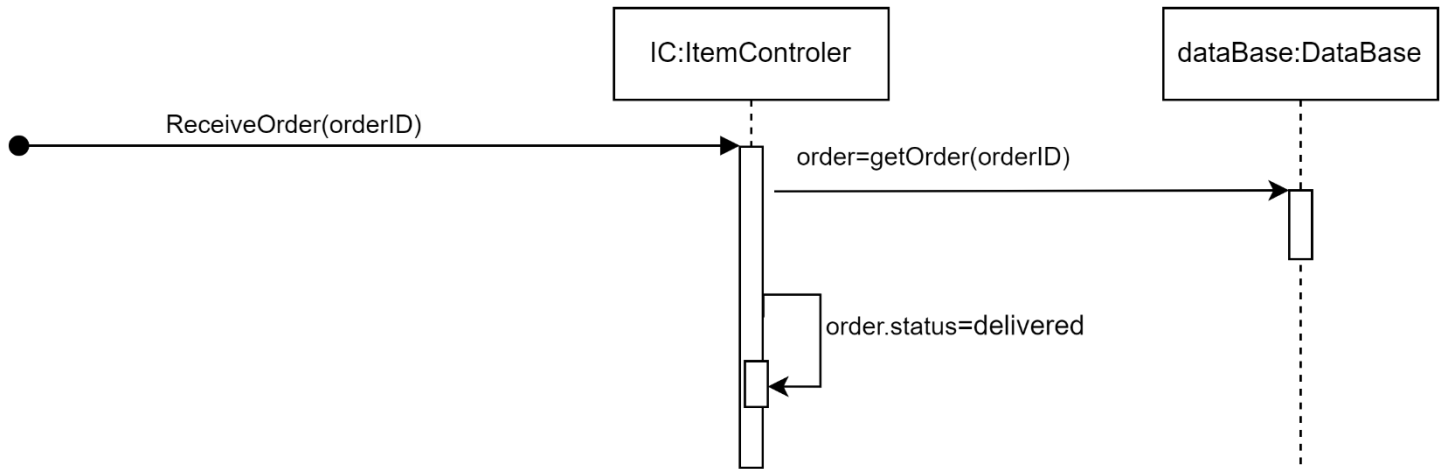 IC:ItemControler
dataBase:DataBase
ReceiveOrder(orderID)
order=getOrder(orderID)
order.status=delivered